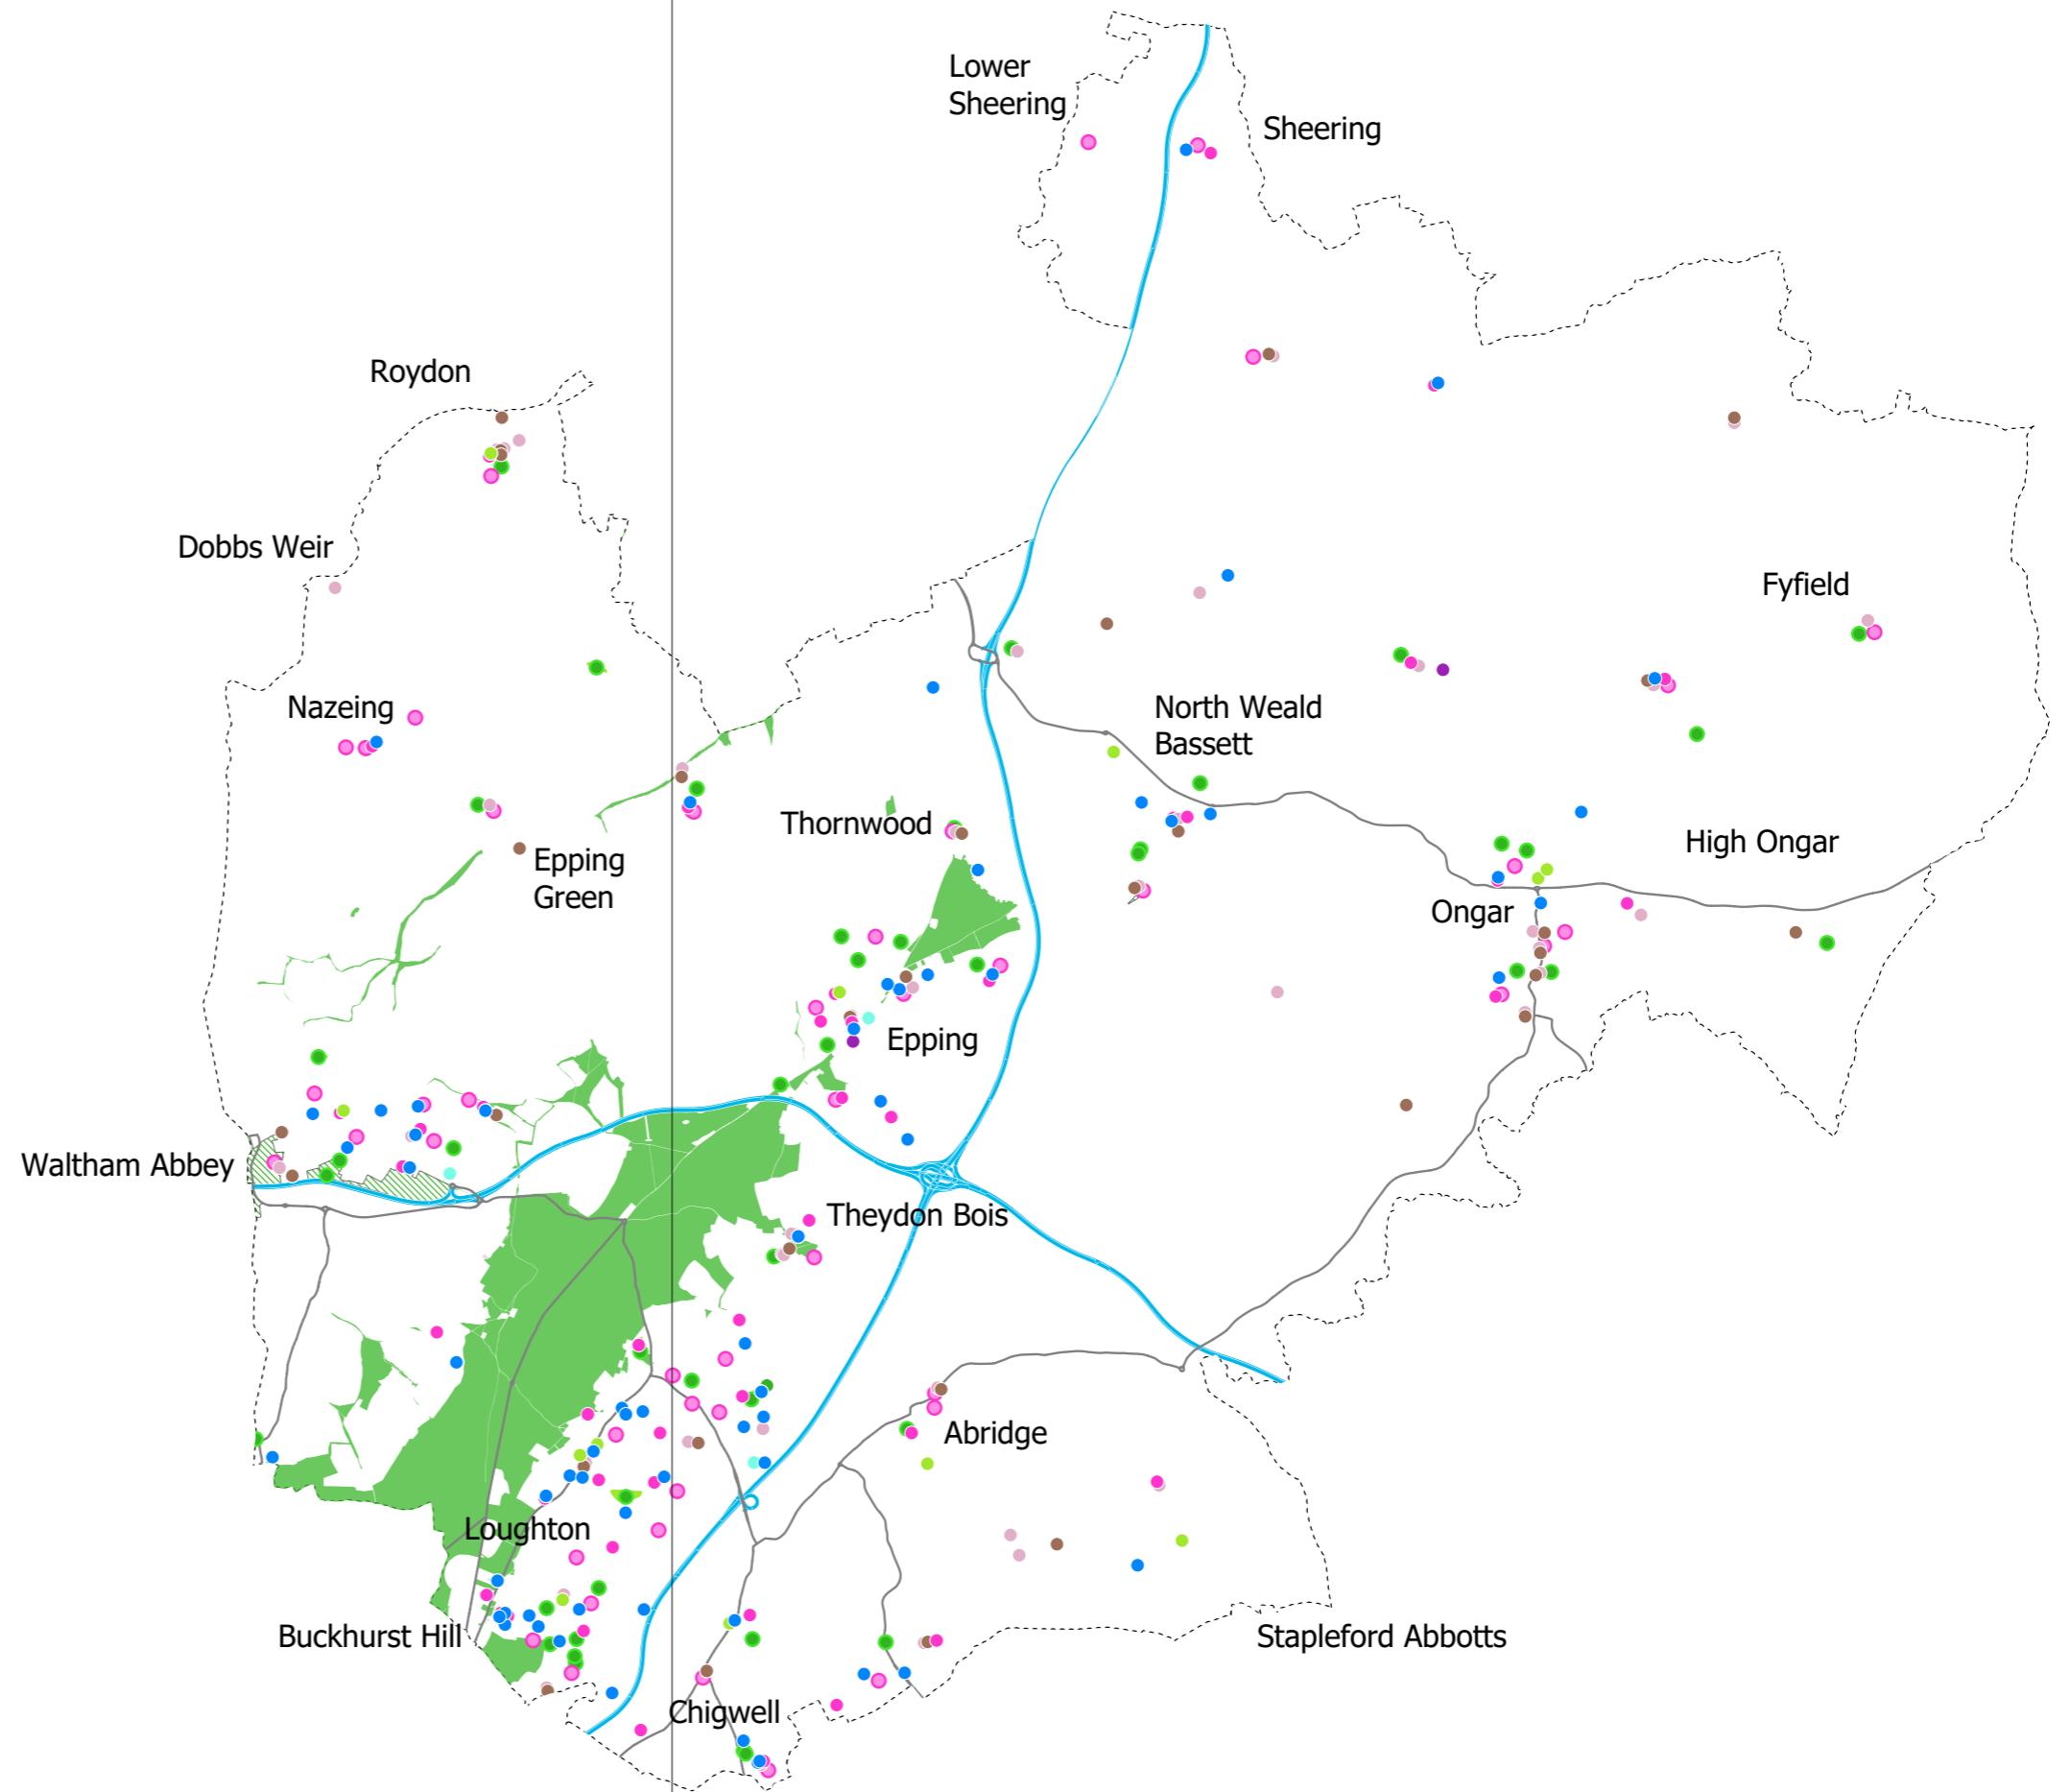 Lower
Sheering
Sheering
Roydon
Dobbs Weir
Fyfield
Nazeing
North Weald
Bassett
Thornwood
High Ongar
Epping
Green
Ongar
Epping
Waltham Abbey
Theydon Bois
Abridge
Loughton
Buckhurst Hill
Stapleford Abbotts
Chigwell